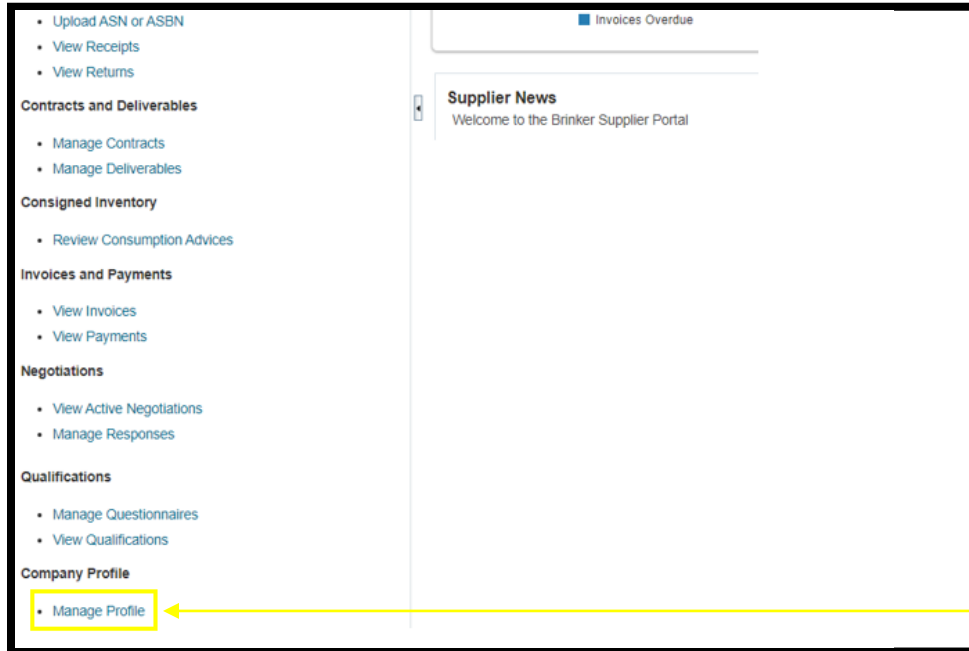 Upload ASN or ASBN
View Receipts
View Returns
Contracts and Deliverables
Manage Contracts
Manage Deliverables
Consigned Inventory
Review Consumption Advices
Invoices and Payments
View Invoices
View Payments
Negotiations
View Active Negotiations
Manage Responses
Qualifications
Manage Questionnaires
View Qualifications
Company Profile
Manage Profile
Invoices Overdue
Supplier News
Welcome to the Brinker Supplier Portal